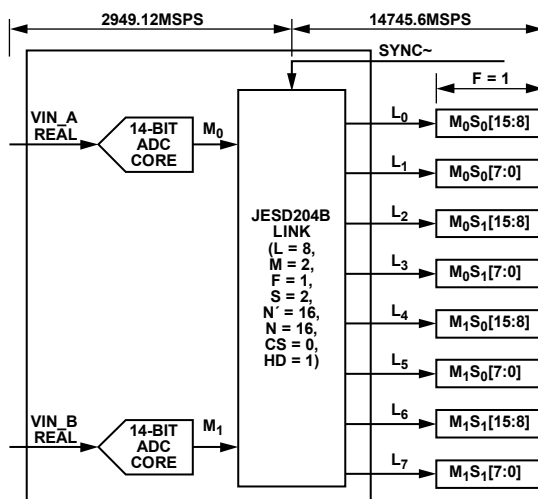 2949.12MSPS
14745.6MSPS
SYNC~
F = 1
VIN_A
REAL
14-BIT
ADC
CORE
M0
JESD204B
LINK
(L = 8,
M = 2,
F = 1,
S = 2,
N´ = 16,
N = 16,
CS = 0,
HD = 1)
L0
M0S0[15:8]
L1
M0S0[7:0]
L2
M0S1[15:8]
L3
M0S1[7:0]
L4
M1S0[15:8]
L5
M1S0[7:0]
L6
M1S1[15:8]
L7
M1S1[7:0]
VIN_B
REAL
14-BIT
ADC
CORE
M1